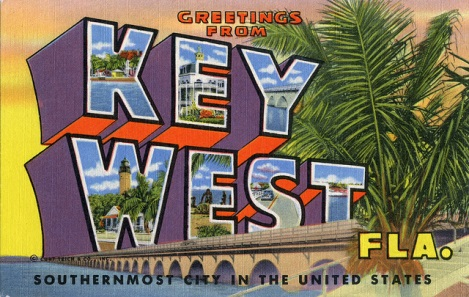 GREETINGS
FROM
KEY
WEST
FLA.
SOUTHERNMOST CITY IN THE UNITED STATES